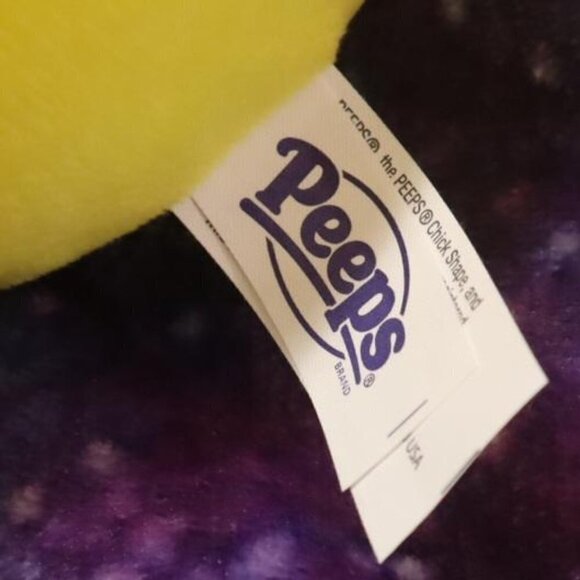 PEEPS® the PEEPS® Chick Shape, and
Peeps®
BRAND
USA